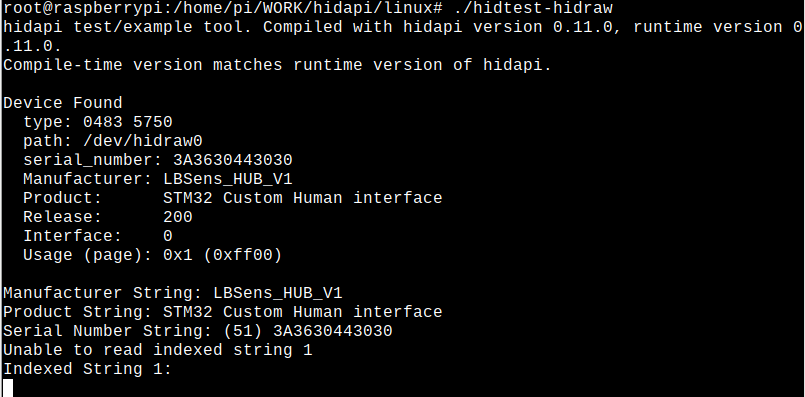 root@raspberrypi:/home/pi/WORK/hidapi/linux# ./hidtest-hidraw
hidapi test/example tool. Compiled with hidapi version 0.11.0, runtime version 0
.11.0.
Compile-time version matches runtime version of hidapi.

Device Found
  type: 0483 5750
  path: /dev/hidraw0
  serial_number: 3A3630443030
  Manufacturer: LBSens_HUB_V1
  Product:      STM32 Custom Human interface
  Release:      200
  Interface:    0
  Usage (page): 0x1 (0xff00)

Manufacturer String: LBSens_HUB_V1
Product String: STM32 Custom Human interface
Serial Number String: (51) 3A3630443030
Unable to read indexed string 1
Indexed String 1: